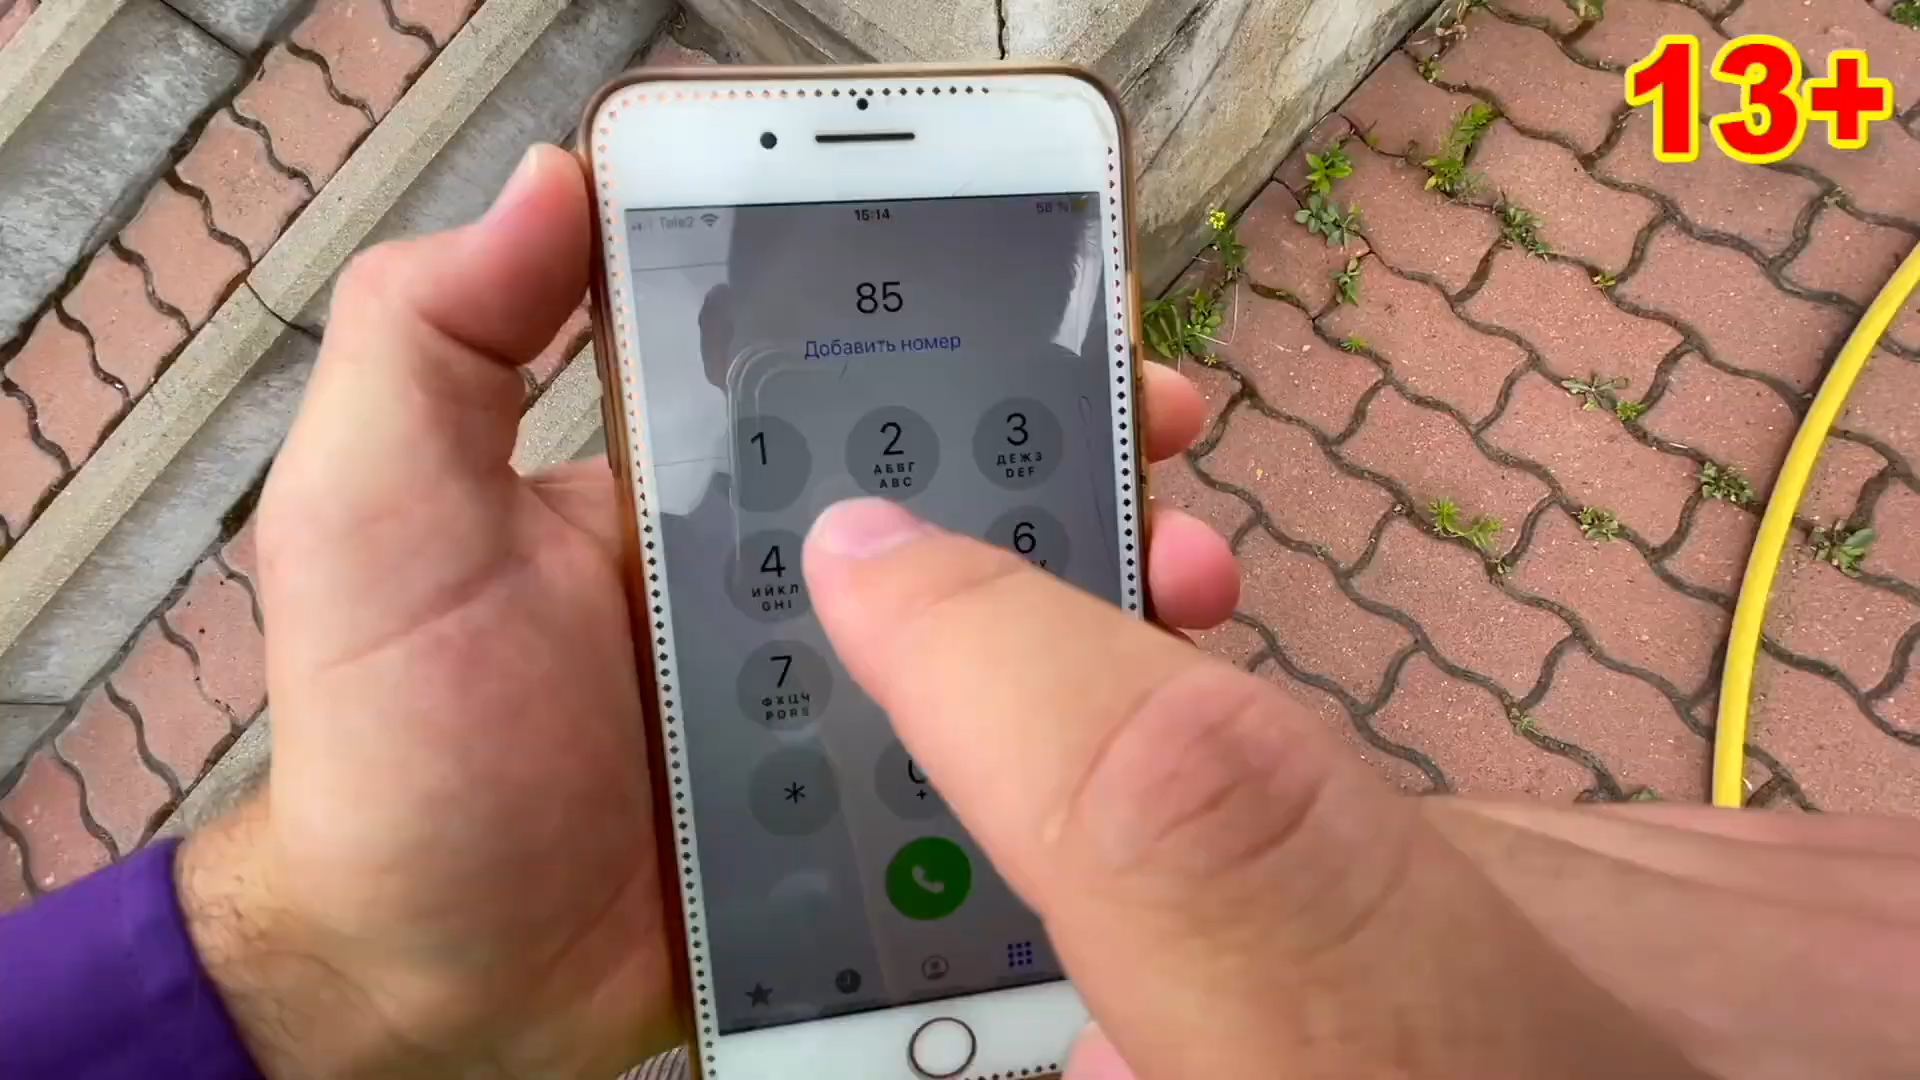 13+
Tele2
15:14
58 %
85
Добавить номер
1
2
3
АБВГ
ДЕЖЗ
ABC
DEF
4
6
ИЙКЛ
GHI
7
ФХЦЧ
PQRS
*
+